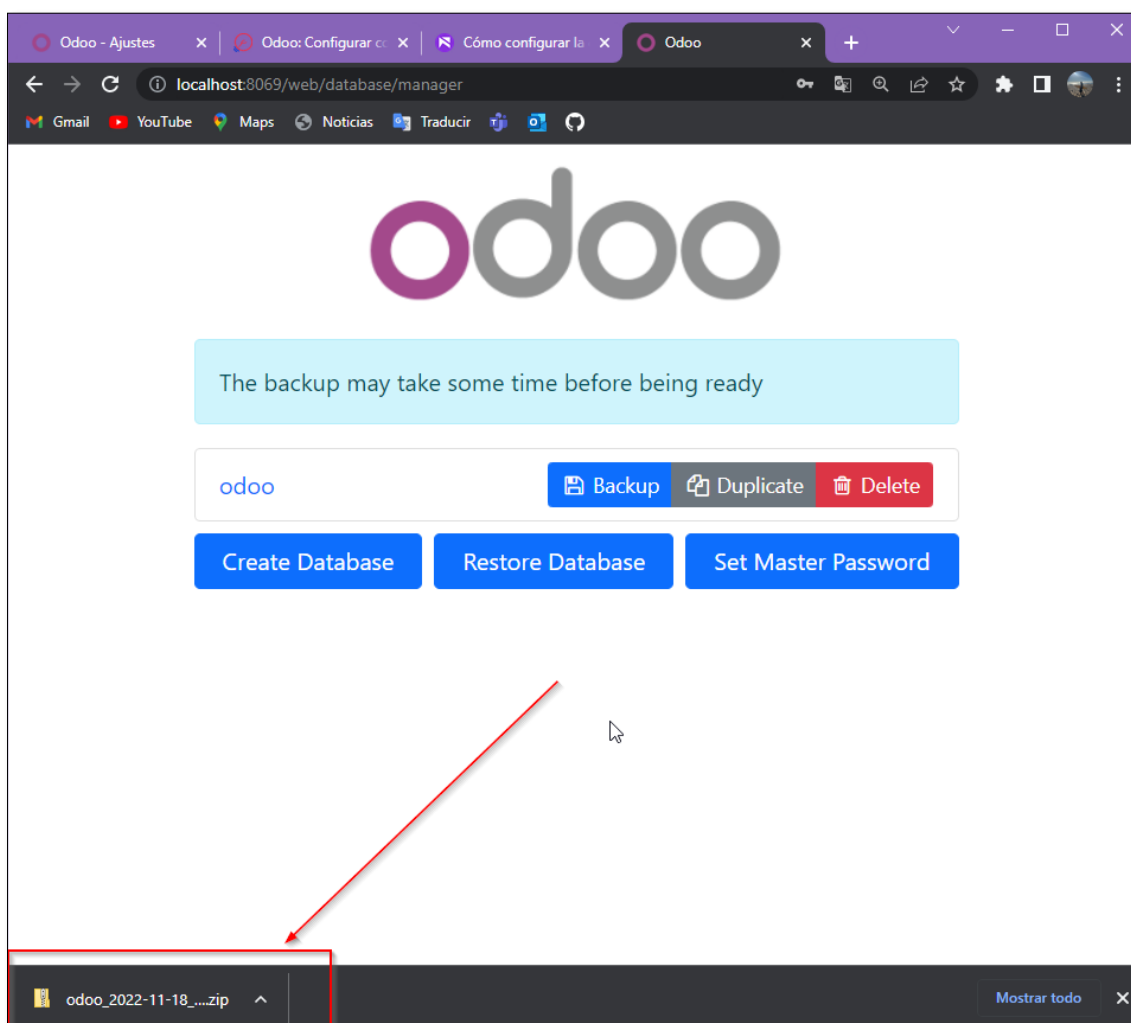 Odoo - Ajustes
Odoo: Configurar cc
Cómo configurar la
Odoo
localhost:8069/web/database/manager
Gmail YouTube Maps Noticias Traducir
odoo
The backup may take some time before being ready
odoo Backup Duplicate Delete
Create Database Restore Database Set Master Password
odoo_2022-11-18_....zip Mostrar todo